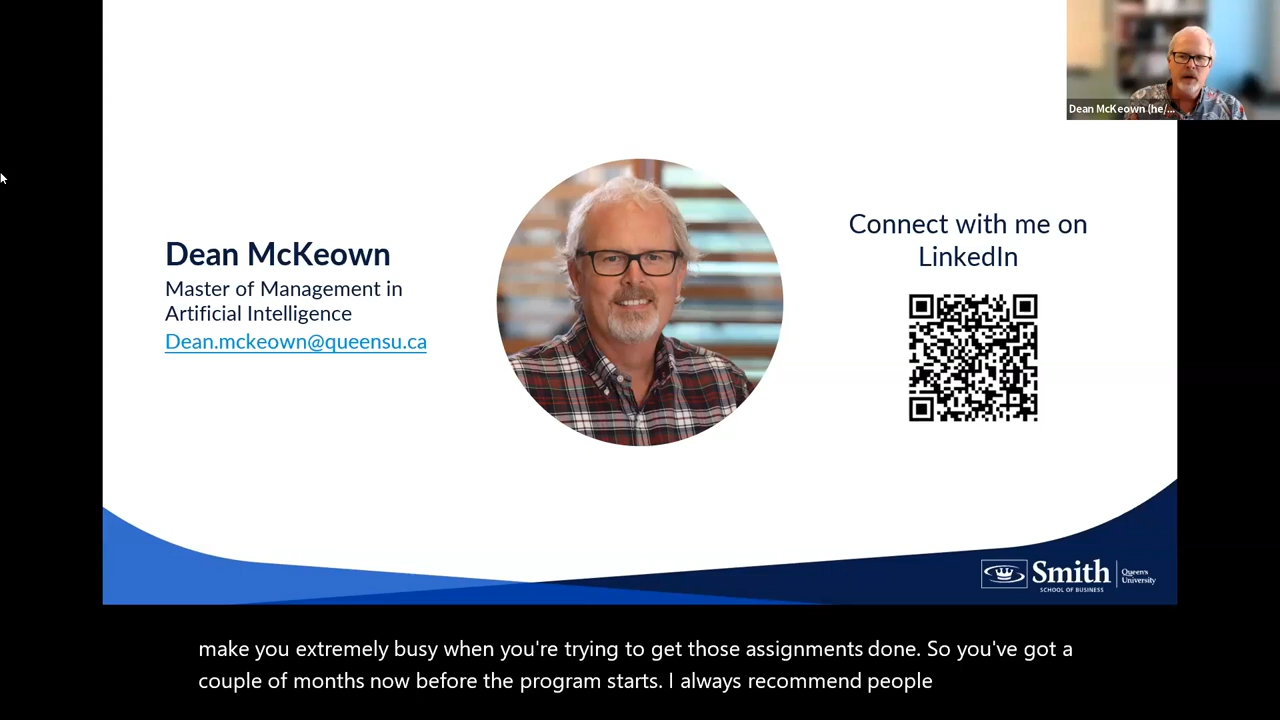 Dean McKeown (he/...
Connect with me on
LinkedIn
Dean McKeown
Master of Management in
Artificial Intelligence
Dean.mckeown@queensu.ca
Smith
SCHOOL OF BUSINESS
Queen's
University
make you extremely busy when you're trying to get those assignments done. So you've got a
couple of months now before the program starts. I always recommend people